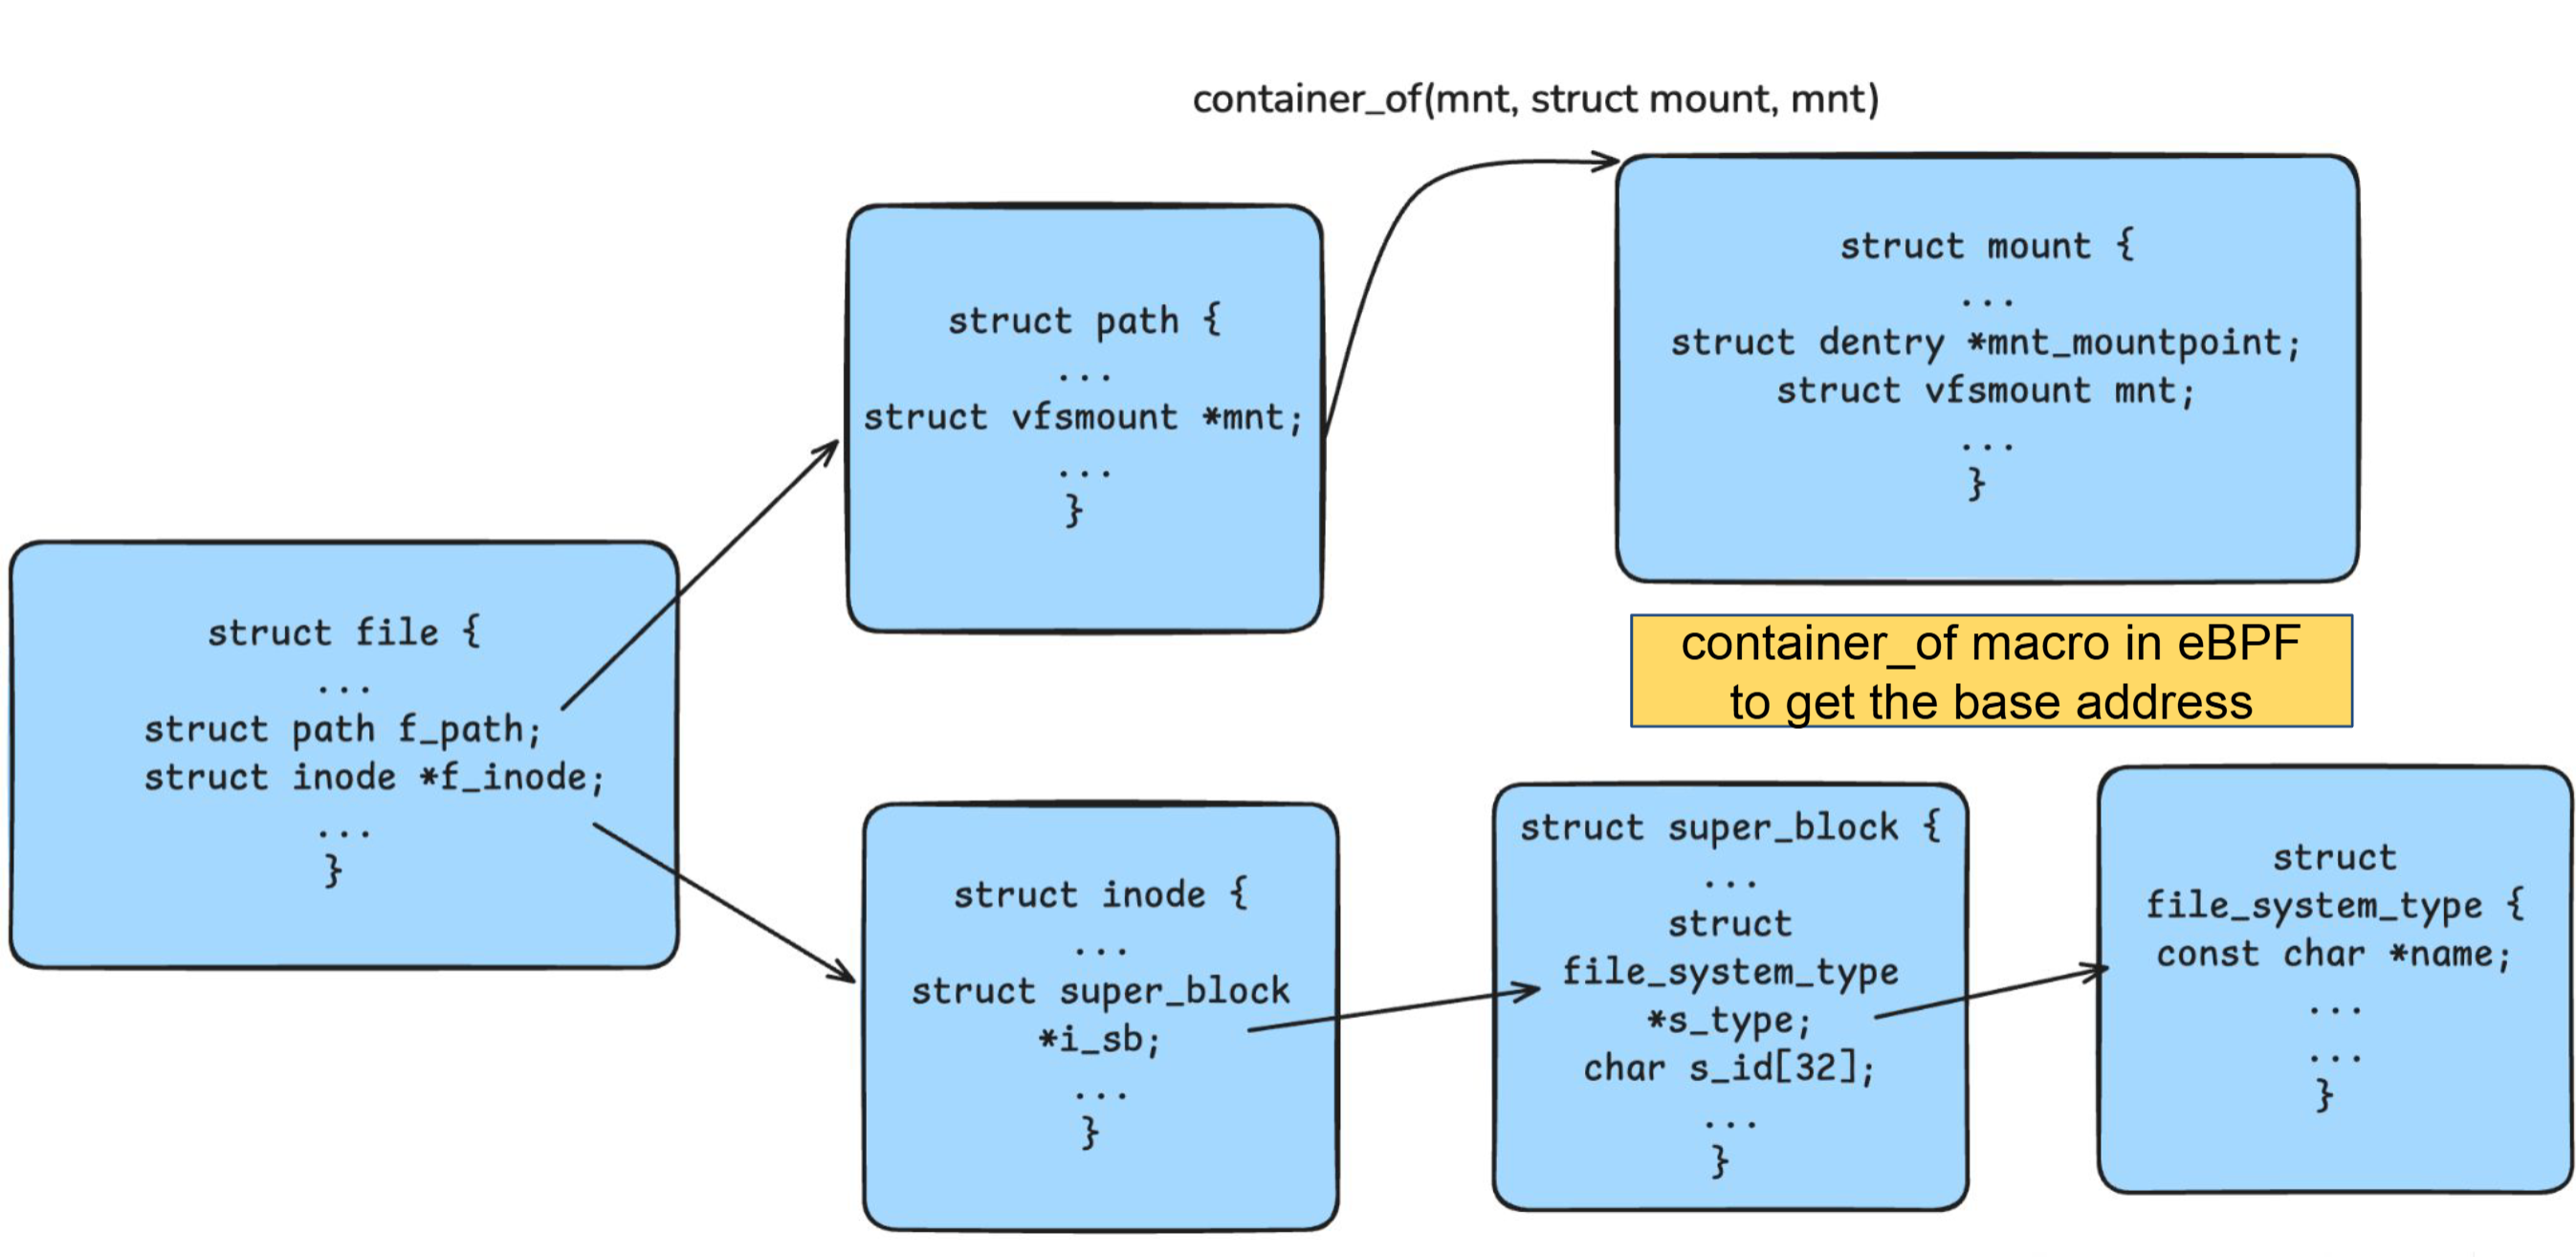 container_of(mnt, struct mount, mnt)
struct path {
...
struct vfsmount *mnt;
...
}
struct mount {
...
struct dentry *mnt_mountpoint;
struct vfsmount mnt;
...
}
container_of macro in eBPF
to get the base address
struct file {
...
struct path f_path;
struct inode *f_inode;
...
}
struct inode {
...
struct super_block
*i_sb;
...
}
struct super_block {
...
struct
file_system_type
*s_type;
char s_id[32];
...
}
struct
file_system_type {
const char *name;
...
...
}